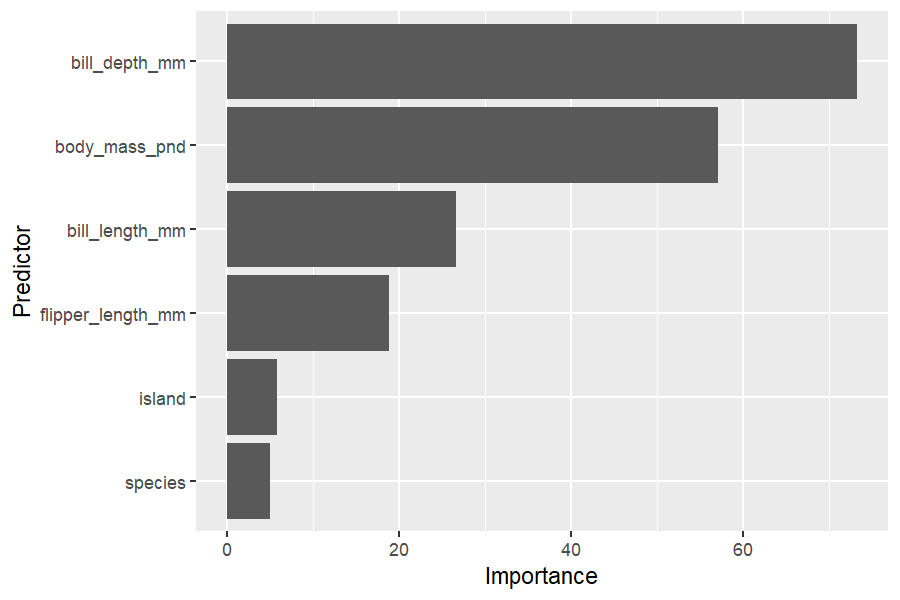 bill_depth_mm
body_mass_pnd
bill_length_mm
flipper_length_mm
island
species
Predictor
0 20 40 60
Importance